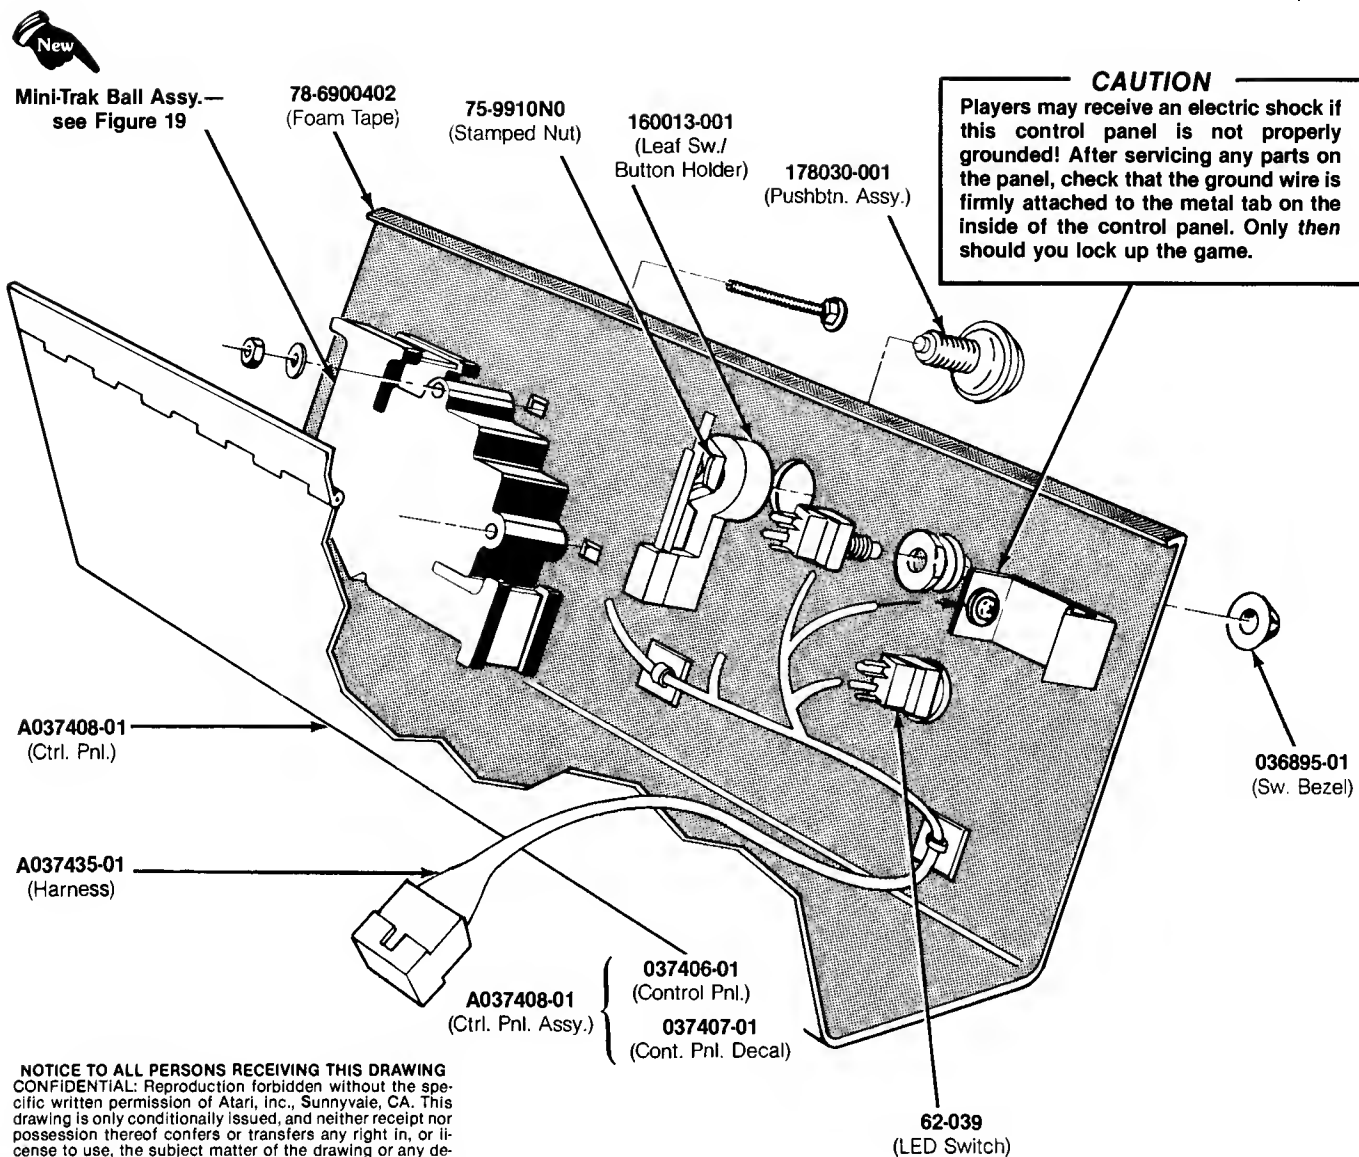 New
Mini-Trak Ball Assy.—
see Figure 19
78-6900402
(Foam Tape)
75-9910N0
(Stamped Nut)
160013-001
(Leaf Sw./
Button Holder)
178030-001
(Pushbtn. Assy.)
CAUTION
Players may receive an electric shock if
this control panel is not properly
grounded! After servicing any parts on
the panel, check that the ground wire is
firmly attached to the metal tab on the
inside of the control panel. Only then
should you lock up the game.
A037408-01
(Ctrl. Pnl.)
036895-01
(Sw. Bezel)
A037435-01
(Harness)
A037408-01
(Ctrl. Pnl. Assy.)
037406-01
(Control Pnl.)
037407-01
(Cont. Pnl. Decal)
62-039
(LED Switch)
NOTICE TO ALL PERSONS RECEIVING THIS DRAWING
CONFIDENTIAL: Reproduction forbidden without the spe-
cific written permission of Atari, Inc., Sunnyvale, CA. This
drawing is only conditionally issued, and neither receipt nor
possession thereof confers or transfers any right in, or li-
cense to use, the subject matter of the drawing or any de-